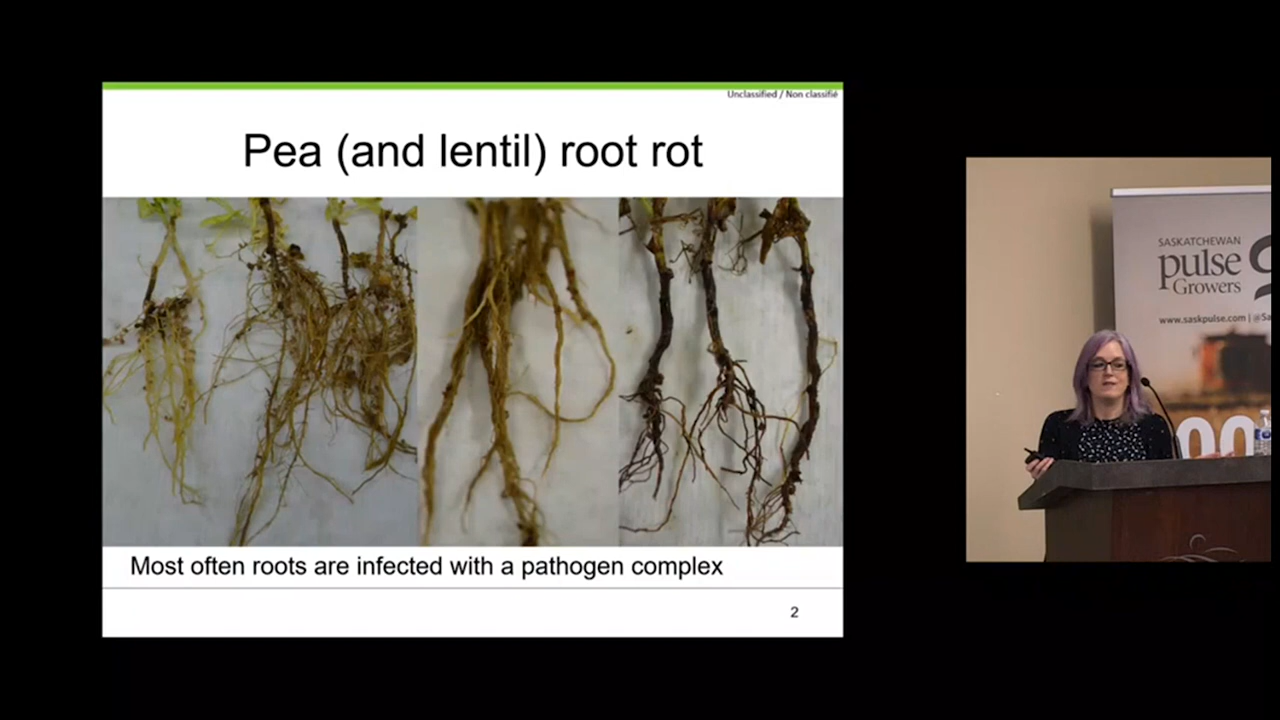 Unclassified / Non classifié
Pea (and lentil) root rot
Most often roots are infected with a pathogen complex
2
SASKATCHEWAN
pulse
Growers
www.saskpulse.com | @Sa